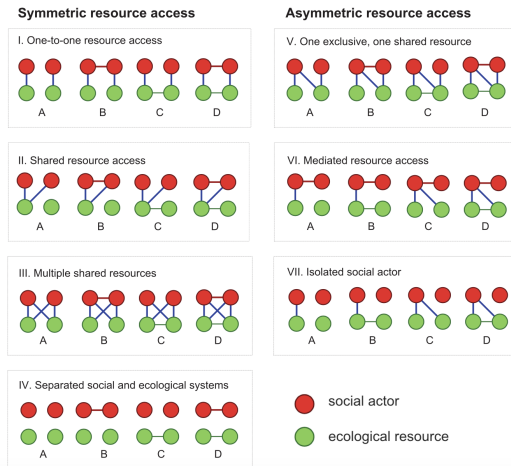 Symmetric resource access
Asymmetric resource access
I. One-to-one resource access
A B C D
V. One exclusive, one shared resource
A B C D
II. Shared resource access
A B C D
VI. Mediated resource access
A B C D
III. Multiple shared resources
A B C D
VII. Isolated social actor
A B C D
IV. Separated social and ecological systems
A B C D
social actor
ecological resource